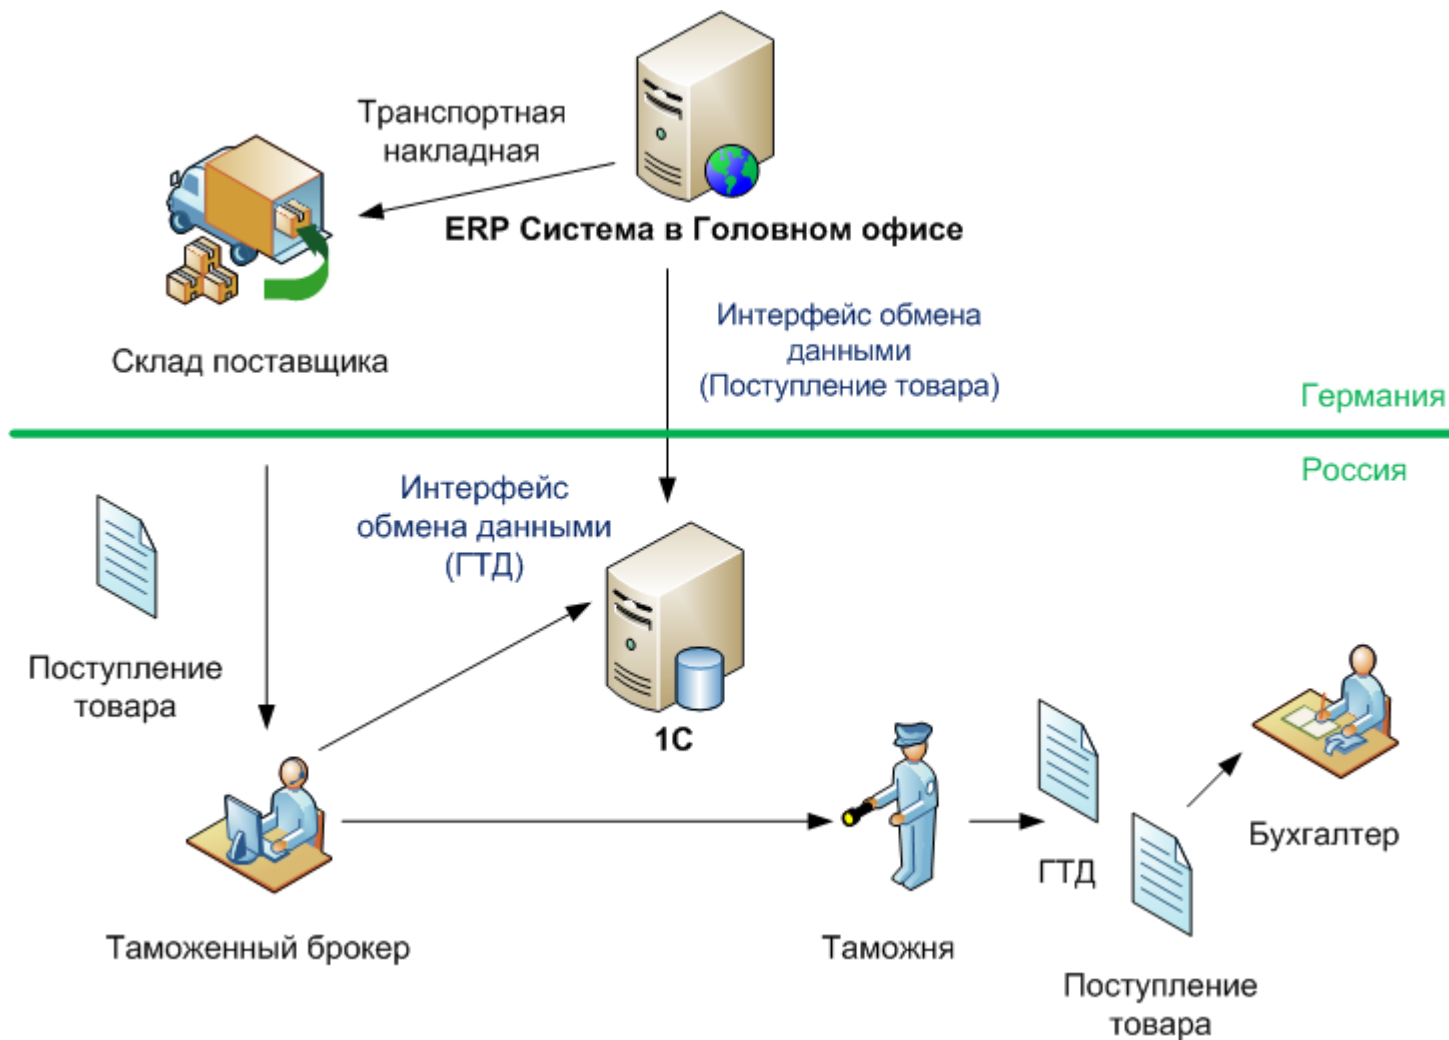 Транспортная
накладная
ERP Система в Головном офисе
Склад поставщика
Интерфейс обмена
данными
(Поступление товара)
Германия
Россия
Интерфейс
обмена данными
(ГТД)
Поступление
товара
1С
Таможенный брокер
Таможня
ГТД
Бухгалтер
Поступление
товара